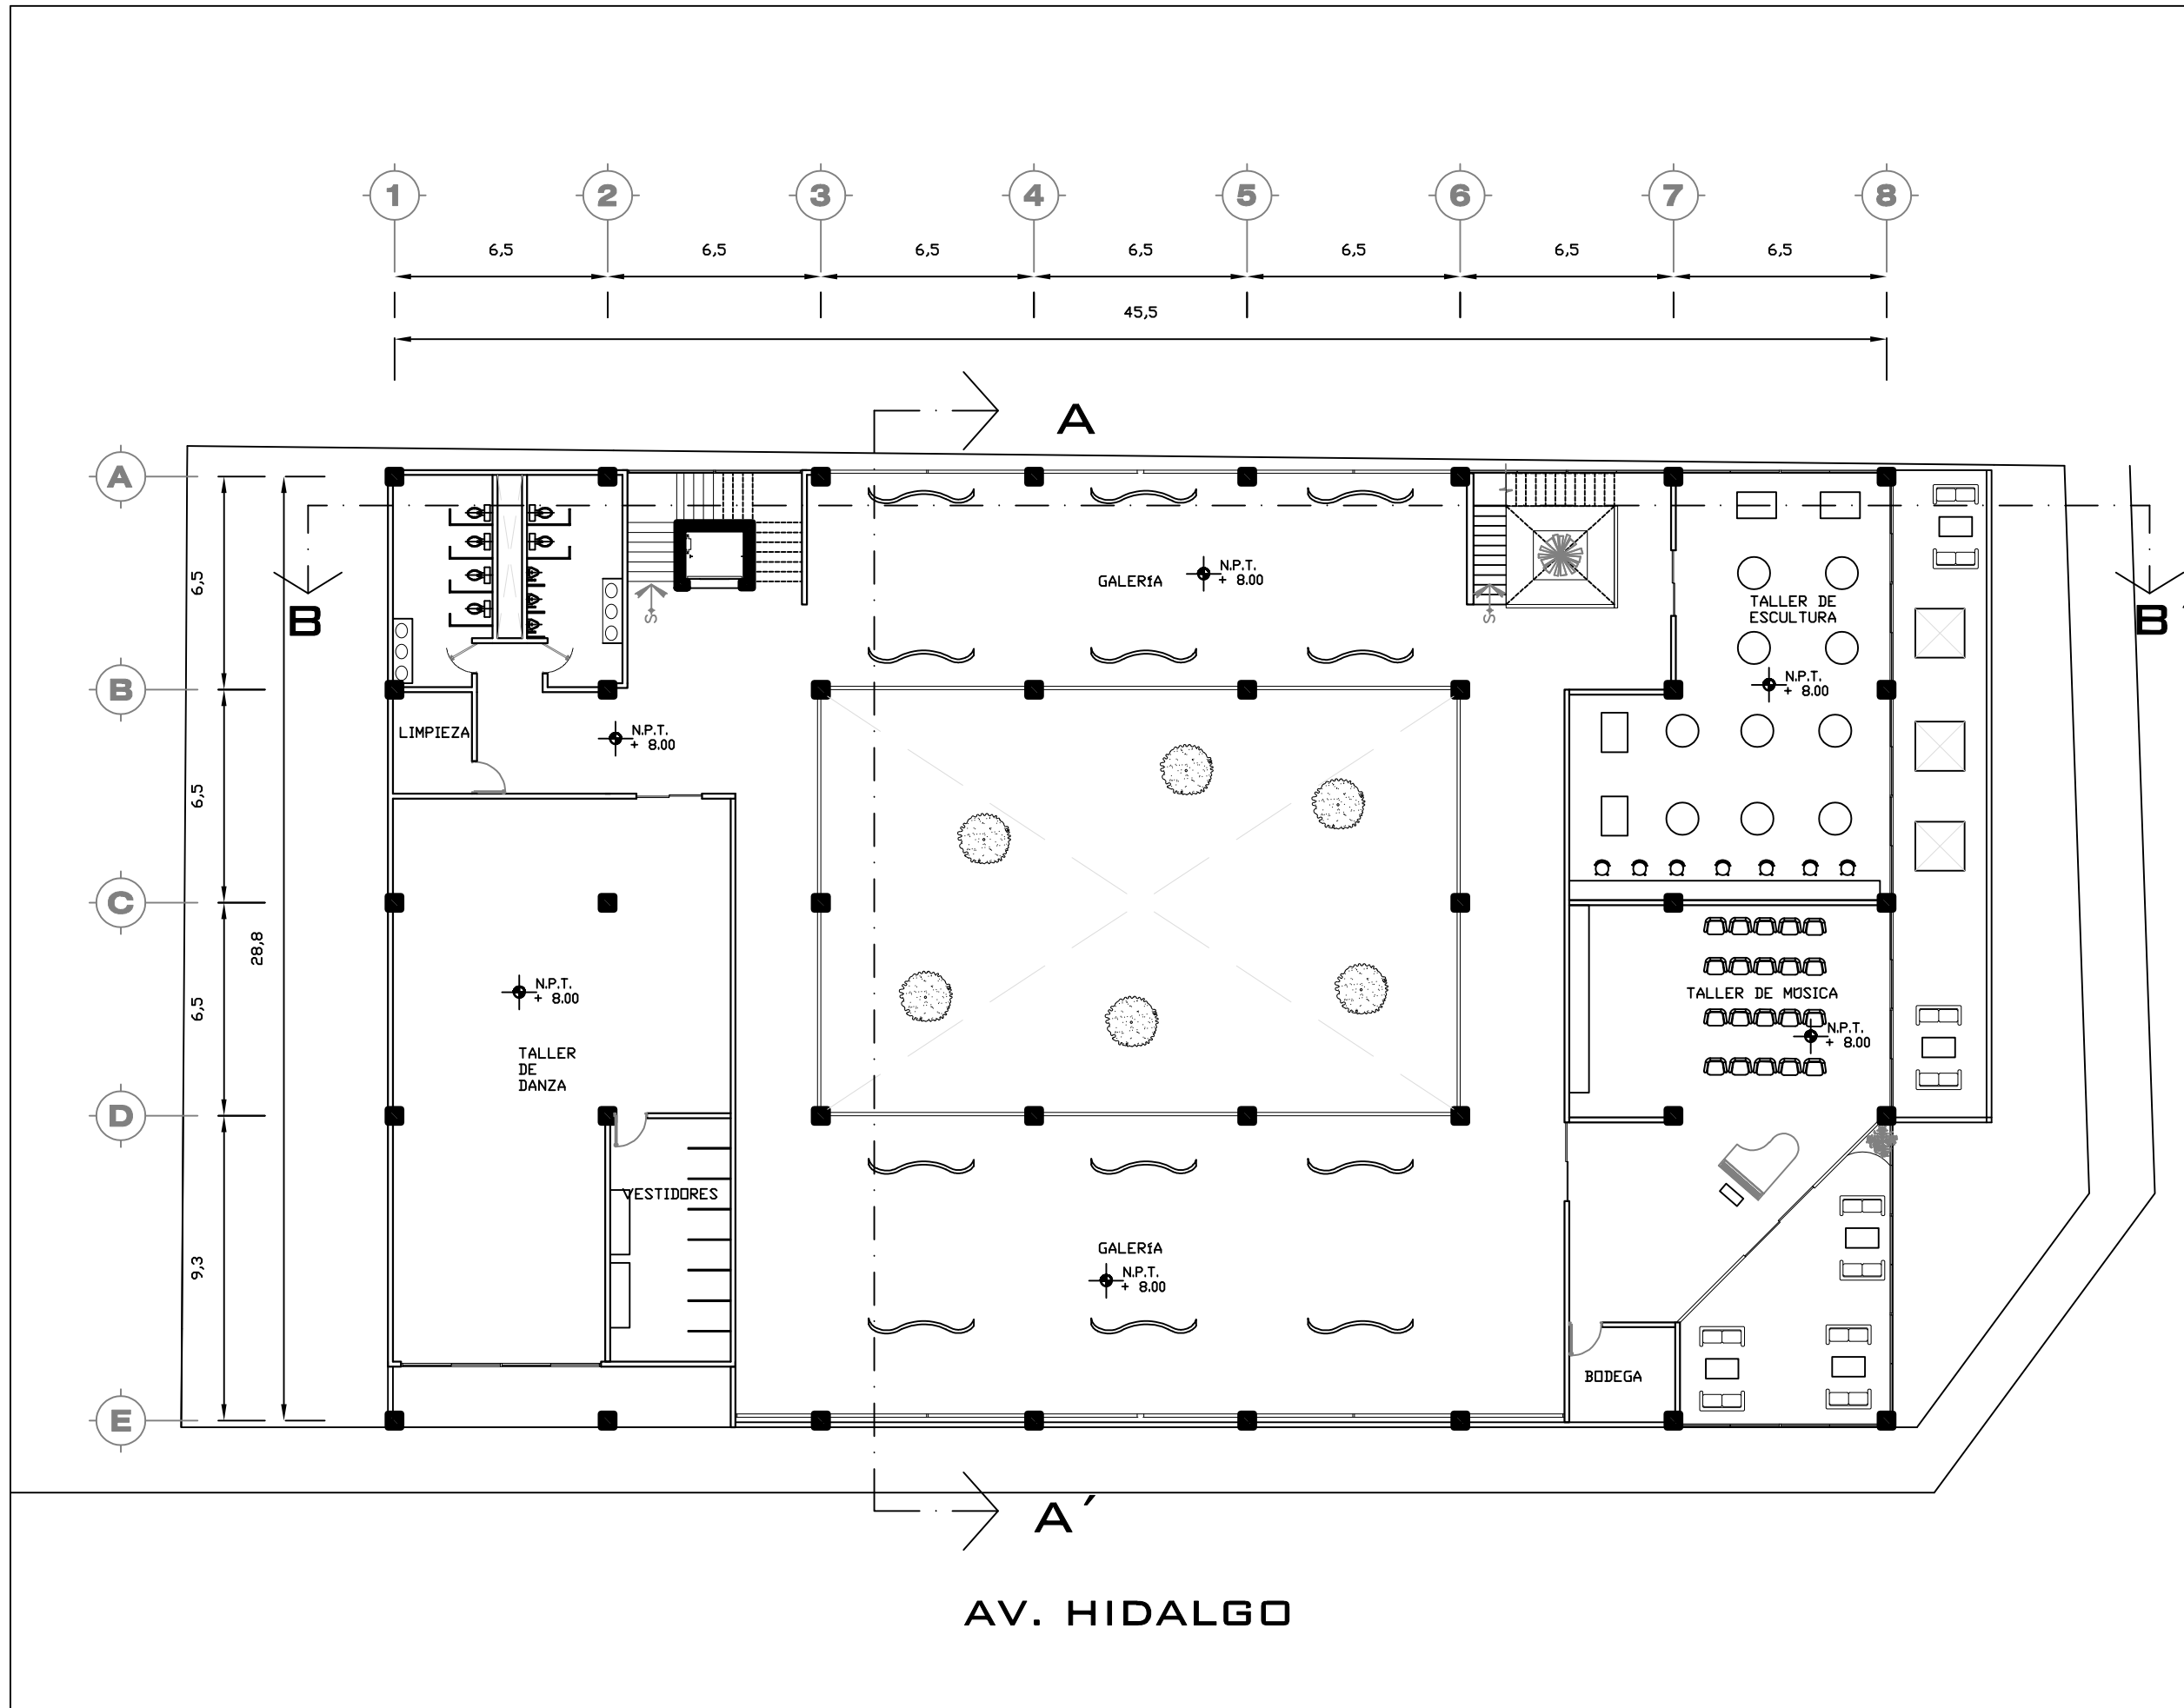 1 2 3 4 5 6 7 8
6,5 6,5 6,5 6,5 6,5 6,5 6,5
45,5
A
A
B
B
B
C
D
E
6,5
6,5
6,5
9,3
28,8
S
S
GALERíA
N.P.T.
+ 8.00
TALLER DE
ESCULTURA
N.P.T.
+ 8.00
LIMPIEZA
N.P.T.
+ 8.00
N.P.T.
+ 8.00
TALLER
DE
DANZA
TALLER DE MÚSICA
N.P.T.
+ 8.00
VESTIDORES
GALERíA
N.P.T.
+ 8.00
BODEGA
A´
AV. HIDALGO